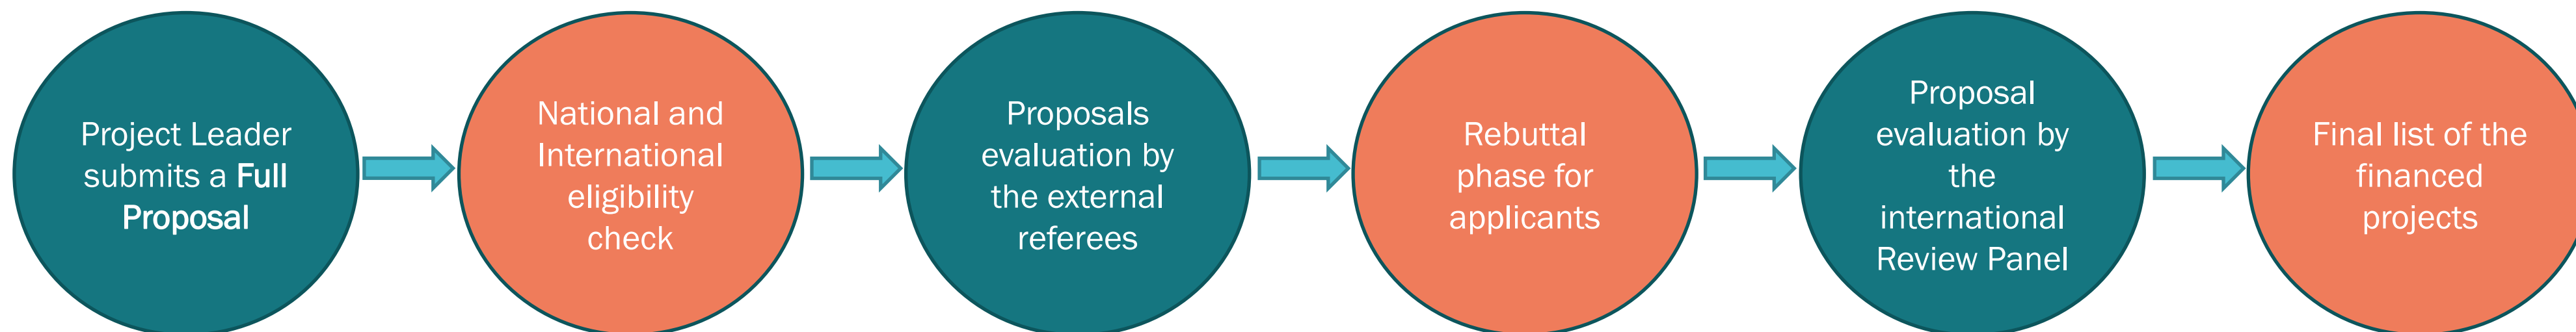 Project Leader
submits a Full
Proposal
National and
International
eligibility
check
Proposals
evaluation by
the external
referees
Rebuttal
phase for
applicants
Proposal
evaluation by
the
international
Review Panel
Final list of the
financed
projects